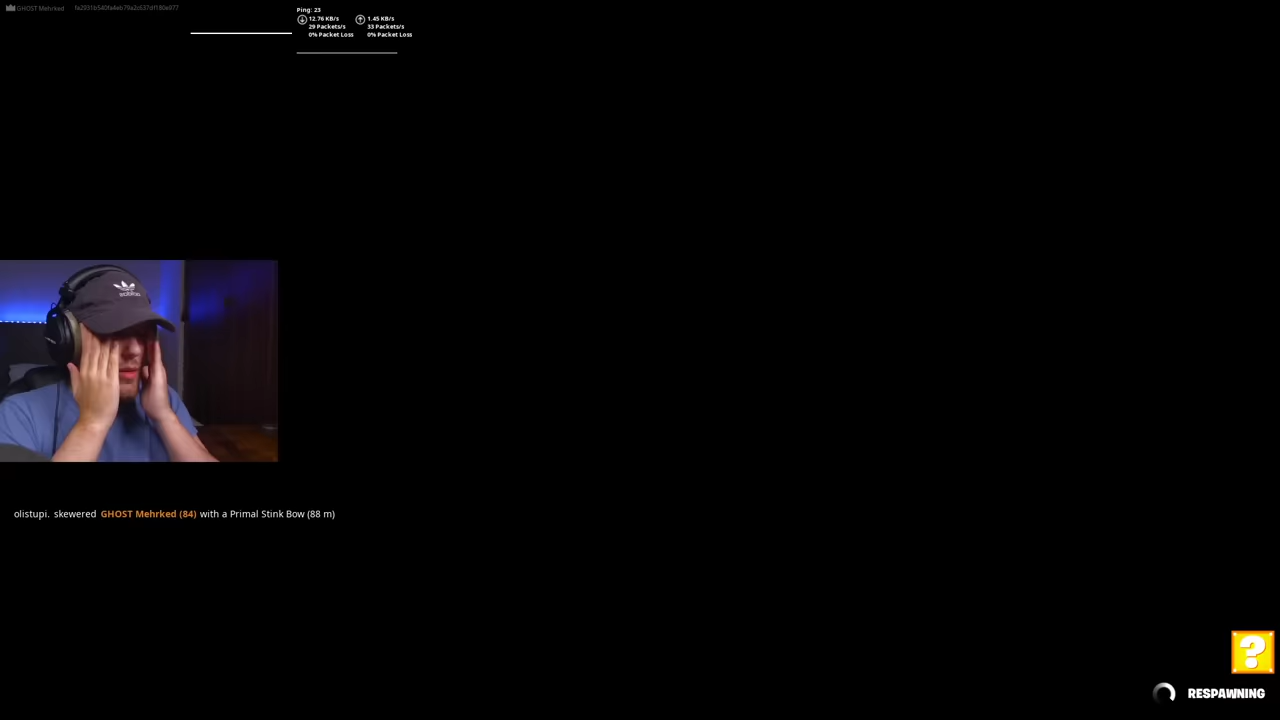 GHOST Mehrked
Ping: 23
12.76 KB/s 1.45 KB/s
29 Packets/s 33 Packets/s
0% Packet Loss 0% Packet Loss
olistupi. skewered GHOST Mehrked (84) with a Primal Stink Bow (88 m)
?
RESPAWNING